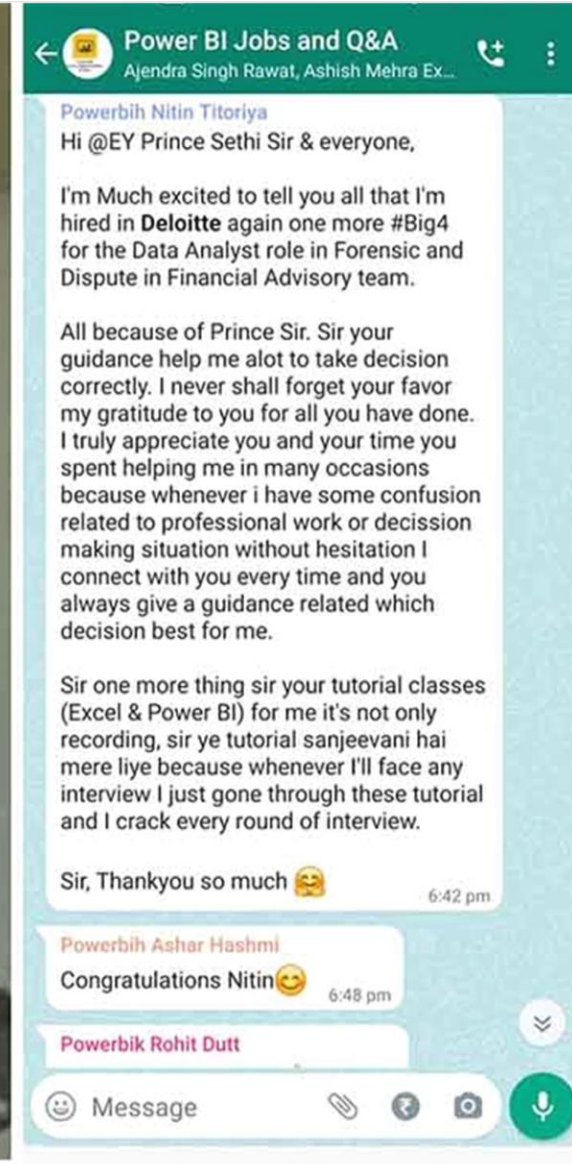 Power BI Jobs and Q&A
Ajendra Singh Rawat, Ashish Mehra Ex...
Powerbih Nitin Titoriya
Hi @EY Prince Sethi Sir & everyone,
I'm Much excited to tell you all that I'm
hired in Deloitte again one more #Big4
for the Data Analyst role in Forensic and
Dispute in Financial Advisory team.
All because of Prince Sir. Sir your
guidance help me alot to take decision
correctly. I never shall forget your favor
my gratitude to you for all you have done.
I truly appreciate you and your time you
spent helping me in many occasions
because whenever i have some confusion
related to professional work or decission
making situation without hesitation I
connect with you every time and you
always give a guidance related which
decision best for me.
Sir one more thing sir your tutorial classes
(Excel & Power BI) for me it's not only
recording, sir ye tutorial sanjeevani hai
mere liye because whenever I'll face any
interview I just gone through these tutorial
and I crack every round of interview.
Sir, Thankyou so much 🤗
6:42 pm
Powerbih Ashar Hashmi
Congratulations Nitin😊
6:48 pm
Powerbik Rohit Dutt
Message